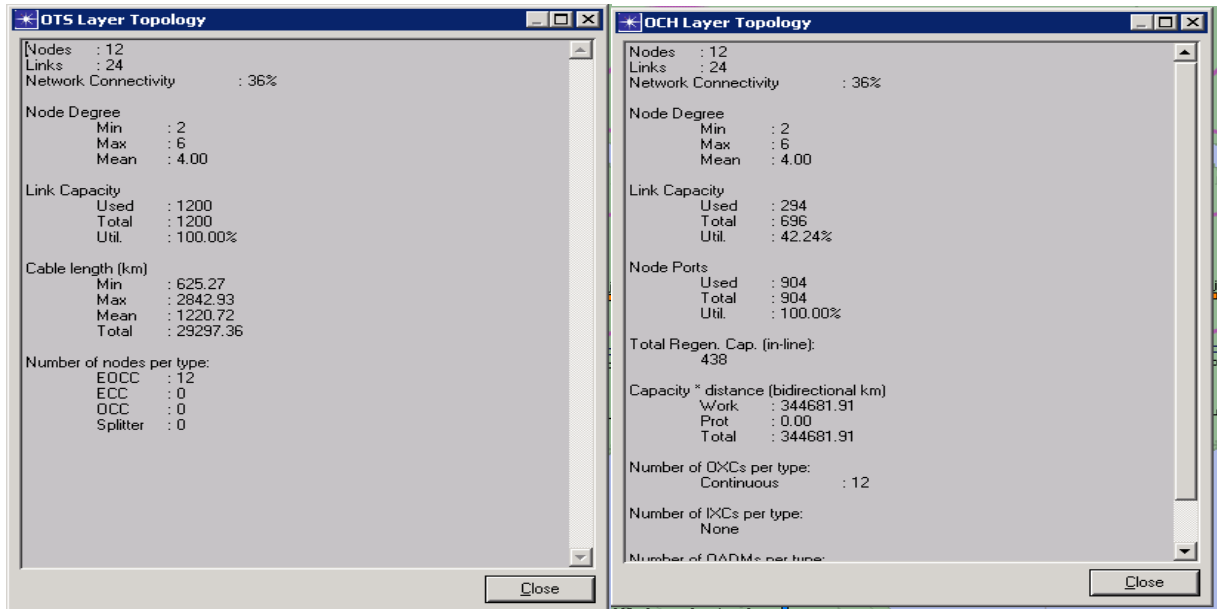 OTS Layer Topology
Nodes : 12
Links : 24
Network Connectivity : 36%
Node Degree
Min : 2
Max : 6
Mean : 4.00
Link Capacity
Used : 1200
Total : 1200
Util. : 100.00%
Cable length (km)
Min : 625.27
Max : 2842.93
Mean : 1220.72
Total : 29297.36
Number of nodes per type:
EOCC : 12
ECC : 0
OCC : 0
Splitter : 0
Close
OCH Layer Topology
Nodes : 12
Links : 24
Network Connectivity : 36%
Node Degree
Min : 2
Max : 6
Mean : 4.00
Link Capacity
Used : 294
Total : 696
Util. : 42.24%
Node Ports
Used : 904
Total : 904
Util. : 100.00%
Total Regen. Cap. (in-line):
438
Capacity * distance (bidirectional km)
Work : 344681.91
Prot : 0.00
Total : 344681.91
Number of OXCs per type:
Continuous : 12
Number of IXCs per type:
None
Number of OADMs per type:
Close